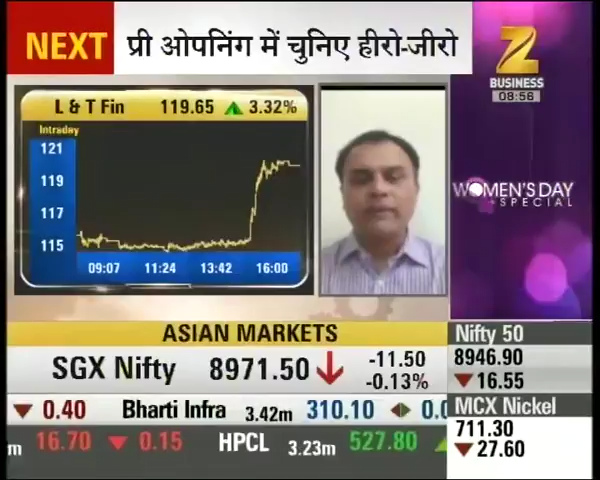 NEXT
प्री ओपनिंग में चुनिए हीरो-जीरो
Z
BUSINESS
08:56
L & T Fin 119.65 3.32%
Intraday
121
119
117
115
09:07 11:24 13:42 16:00
WOMEN'S DAY
SPECIAL
ASIAN MARKETS
SGX Nifty 8971.50 -11.50
-0.13%
Nifty 50
8946.90
16.55
MCX Nickel
711.30
27.60
0.40 Bharti Infra 3.42m 310.10 0.0
m 16.70 0.15 HPCL 3.23m 527.80